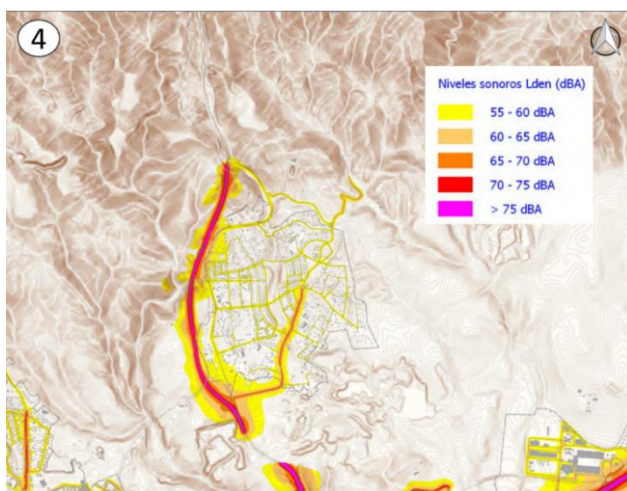 4
Niveles sonoros Lden (dBA)
55 - 60 dBA
60 - 65 dBA
65 - 70 dBA
70 - 75 dBA
> 75 dBA